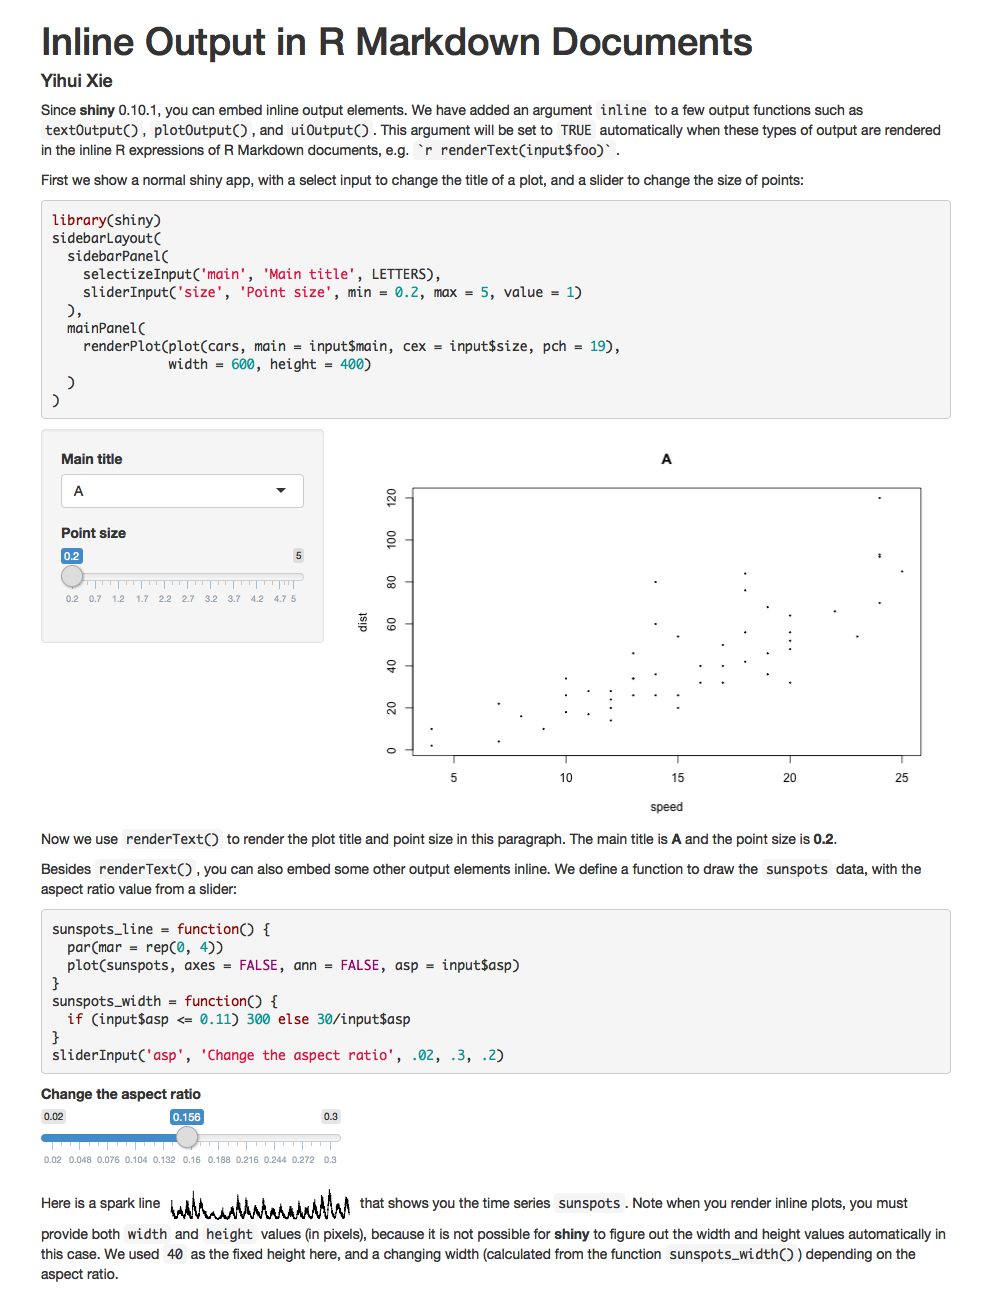 Inline Output in R Markdown Documents
Yihui Xie
Since shiny 0.10.1, you can embed inline output elements. We have added an argument inline to a few output functions such as
textOutput(), plotOutput(), and uiOutput(). This argument will be set to TRUE automatically when these types of output are rendered
in the inline R expressions of R Markdown documents, e.g. `r renderText(input$foo)`.
First we show a normal shiny app, with a select input to change the title of a plot, and a slider to change the size of points:
library(shiny)
sidebarLayout(
  sidebarPanel(
    selectizeInput('main', 'Main title', LETTERS),
    sliderInput('size', 'Point size', min = 0.2, max = 5, value = 1)
  ),
  mainPanel(
    renderPlot(plot(cars, main = input$main, cex = input$size, pch = 19),
               width = 600, height = 400)
  )
)
Main title
A
Point size
0.2 5
0.2 0.7 1.2 1.7 2.2 2.7 3.2 3.7 4.2 4.7 5
A
120
100
80
60
40
20
0
dist
5 10 15 20 25
speed
Now we use renderText() to render the plot title and point size in this paragraph. The main title is A and the point size is 0.2.
Besides renderText(), you can also embed some other output elements inline. We define a function to draw the sunspots data, with the
aspect ratio value from a slider:
sunspots_line = function() {
  par(mar = rep(0, 4))
  plot(sunspots, axes = FALSE, ann = FALSE, asp = input$asp)
}
sunspots_width = function() {
  if (input$asp <= 0.11) 300 else 30/input$asp
}
sliderInput('asp', 'Change the aspect ratio', .02, .3, .2)
Change the aspect ratio
0.02 0.156 0.3
0.02 0.048 0.076 0.104 0.132 0.16 0.188 0.216 0.244 0.272 0.3
Here is a spark line that shows you the time series sunspots. Note when you render inline plots, you must
provide both width and height values (in pixels), because it is not possible for shiny to figure out the width and height values automatically in
this case. We used 40 as the fixed height here, and a changing width (calculated from the function sunspots_width()) depending on the
aspect ratio.